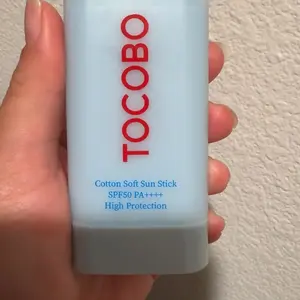 TOCOBO
Cotton Soft Sun Stick
SPF50 PA++++
High Protection